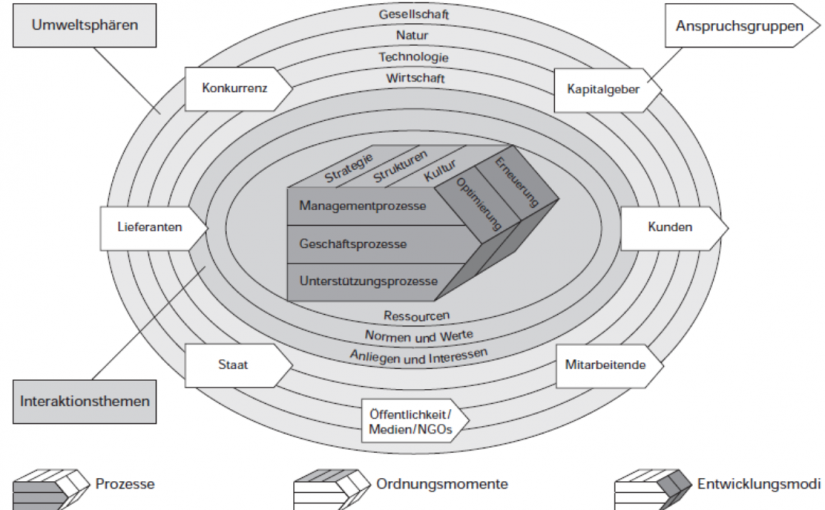 Umweltsphären
Gesellschaft
Anspruchsgruppen
Natur
Technologie
Wirtschaft
Konkurrenz
Kapitalgeber
Strategie
Strukturen
Kultur
Optimierung
Erneuerung
Managementprozesse
Lieferanten
Geschäftsprozesse
Kunden
Unterstützungsprozesse
Ressourcen
Normen und Werte
Anliegen und Interessen
Staat
Mitarbeitende
Interaktionsthemen
Öffentlichkeit/
Medien/NGOs
Prozesse
Ordnungsmomente
Entwicklungsmodi